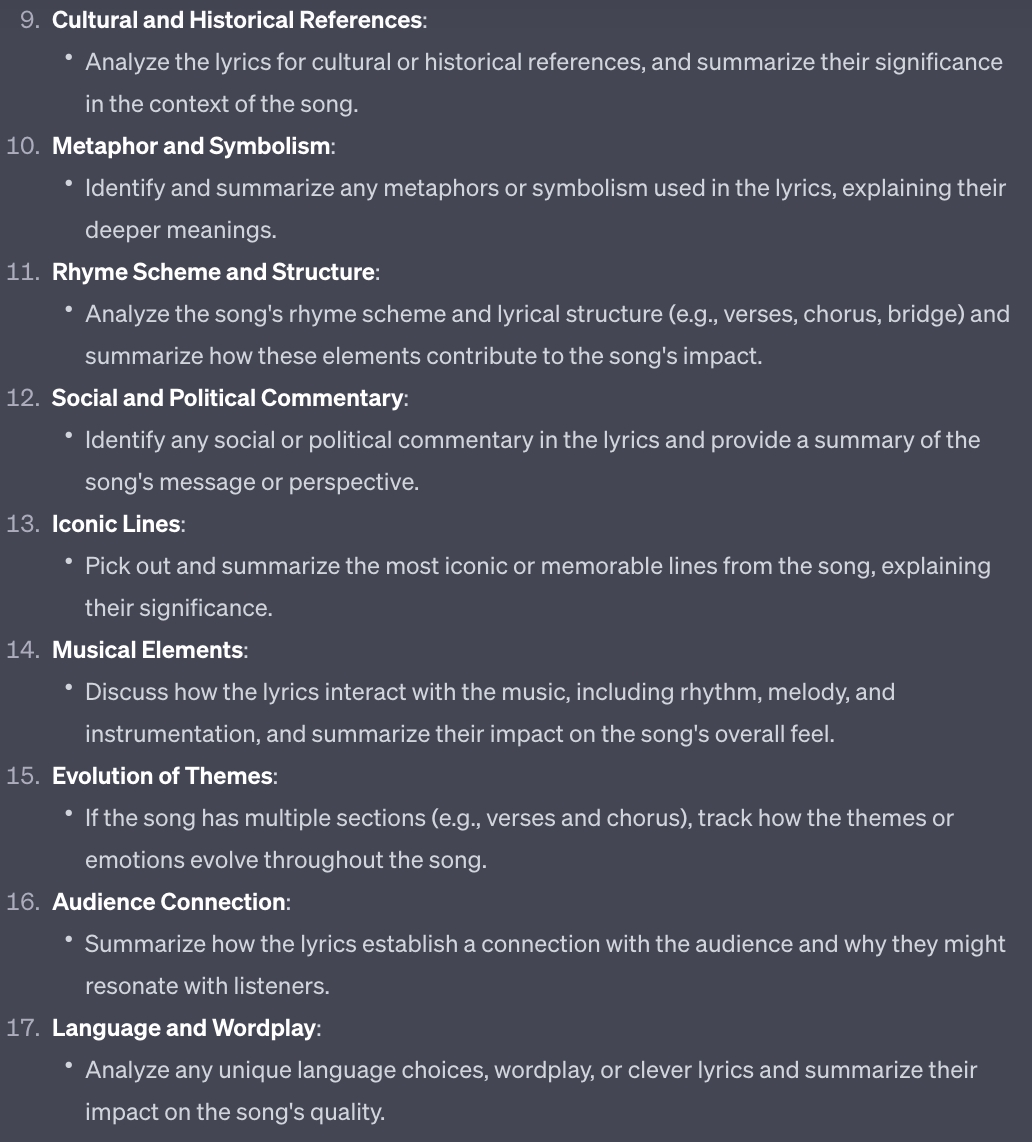 9. Cultural and Historical References:
• Analyze the lyrics for cultural or historical references, and summarize their significance
in the context of the song.
10. Metaphor and Symbolism:
• Identify and summarize any metaphors or symbolism used in the lyrics, explaining their
deeper meanings.
11. Rhyme Scheme and Structure:
• Analyze the song's rhyme scheme and lyrical structure (e.g., verses, chorus, bridge) and
summarize how these elements contribute to the song's impact.
12. Social and Political Commentary:
• Identify any social or political commentary in the lyrics and provide a summary of the
song's message or perspective.
13. Iconic Lines:
• Pick out and summarize the most iconic or memorable lines from the song, explaining
their significance.
14. Musical Elements:
• Discuss how the lyrics interact with the music, including rhythm, melody, and
instrumentation, and summarize their impact on the song's overall feel.
15. Evolution of Themes:
• If the song has multiple sections (e.g., verses and chorus), track how the themes or
emotions evolve throughout the song.
16. Audience Connection:
• Summarize how the lyrics establish a connection with the audience and why they might
resonate with listeners.
17. Language and Wordplay:
• Analyze any unique language choices, wordplay, or clever lyrics and summarize their
impact on the song's quality.